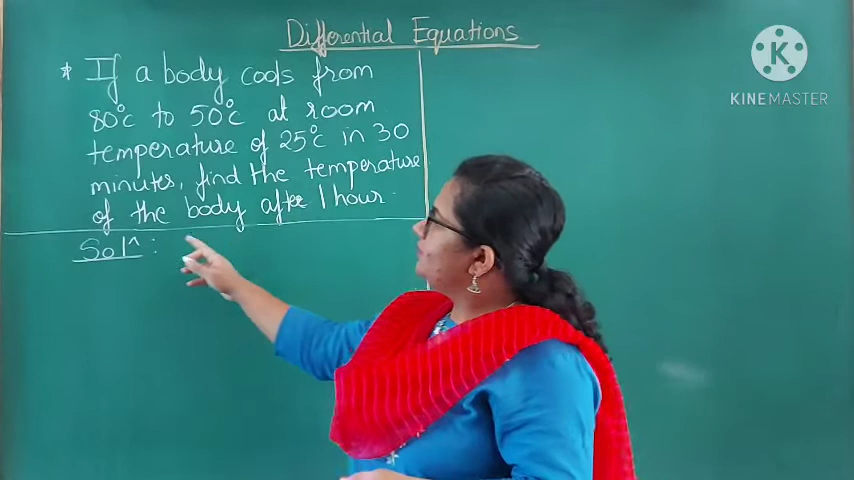 Differential Equations
* If a body cools from
80°c to 50°c at room
temperature of 25°c in 30
minutes, find the temperature
of the body after 1 hour.
Sol^ :
K
KINEMASTER